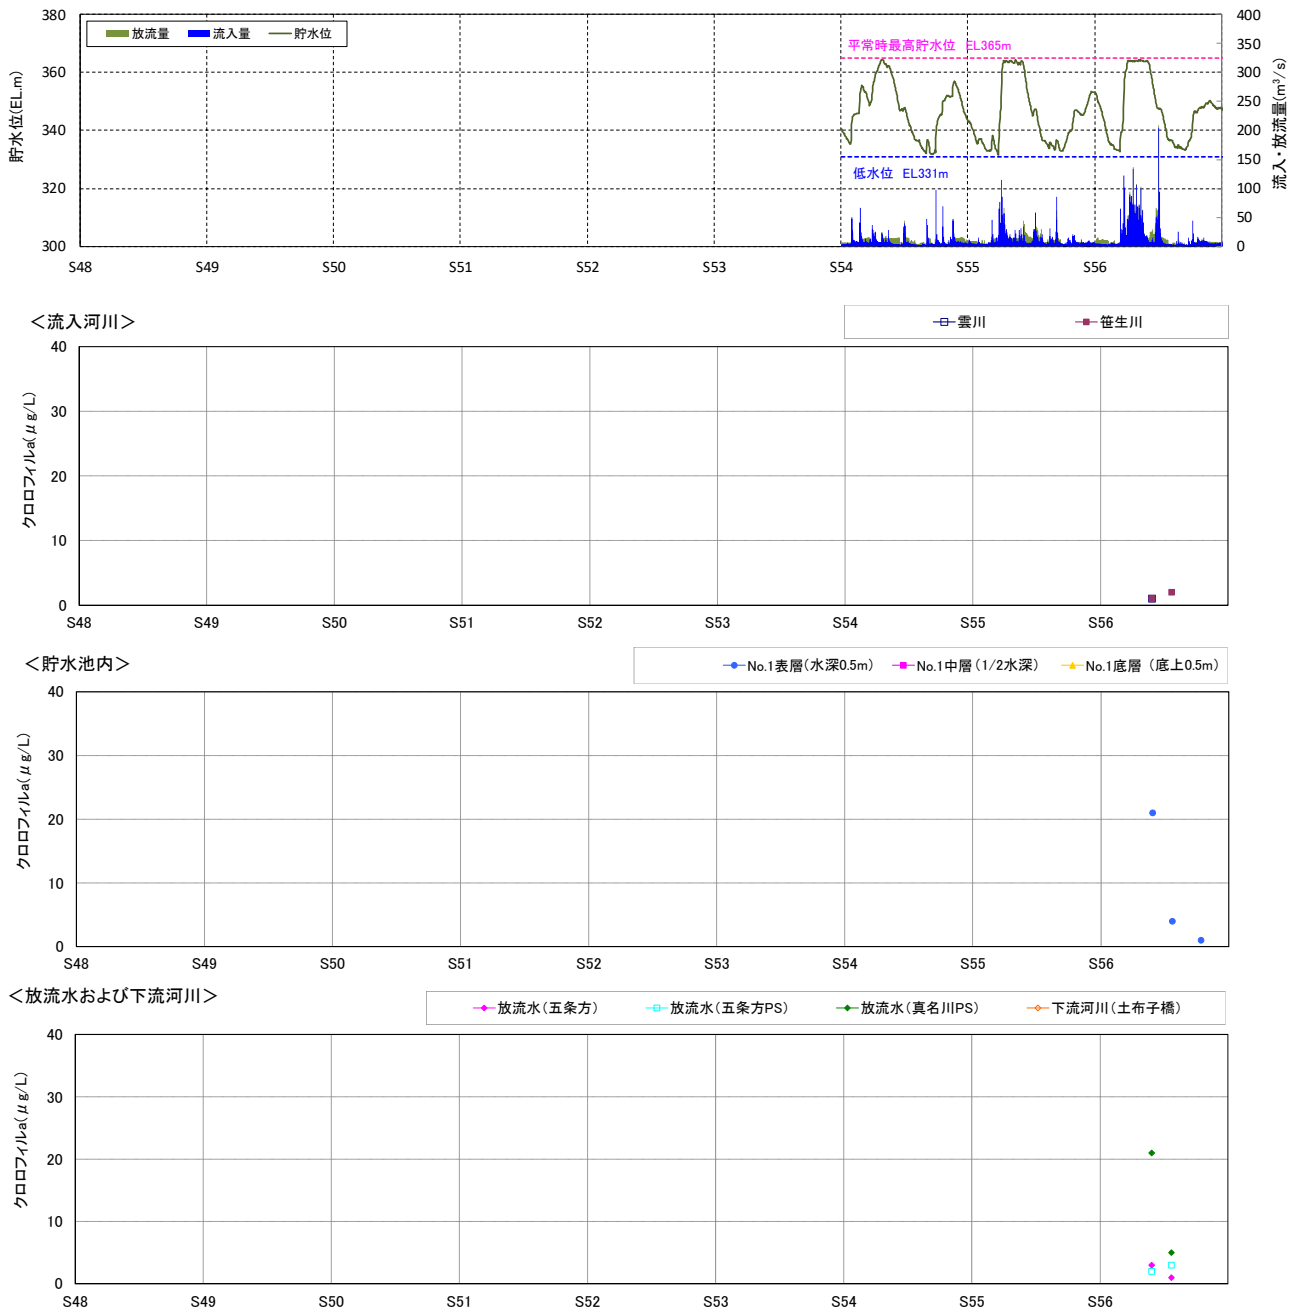 放流量 流入量 貯水位
貯水位(EL.m)
380
360
340
320
300
平常時最高貯水位 EL365m
低水位 EL331m
400
350
300
250
200
150
100
50
0
流入・放流量(m³/s)
S48 S49 S50 S51 S52 S53 S54 S55 S56
＜流入河川＞
雲川 笹生川
クロロフィルa(μg/L)
40
30
20
10
0
S48 S49 S50 S51 S52 S53 S54 S55 S56
＜貯水池内＞
No.1表層(水深0.5m) No.1中層(1/2水深) No.1底層 (底上0.5m)
クロロフィルa(μg/L)
40
30
20
10
0
S48 S49 S50 S51 S52 S53 S54 S55 S56
＜放流水および下流河川＞
放流水(五条方) 放流水(五条方PS) 放流水(真名川PS) 下流河川(土布子橋)
クロロフィルa(μg/L)
40
30
20
10
0
S48 S49 S50 S51 S52 S53 S54 S55 S56